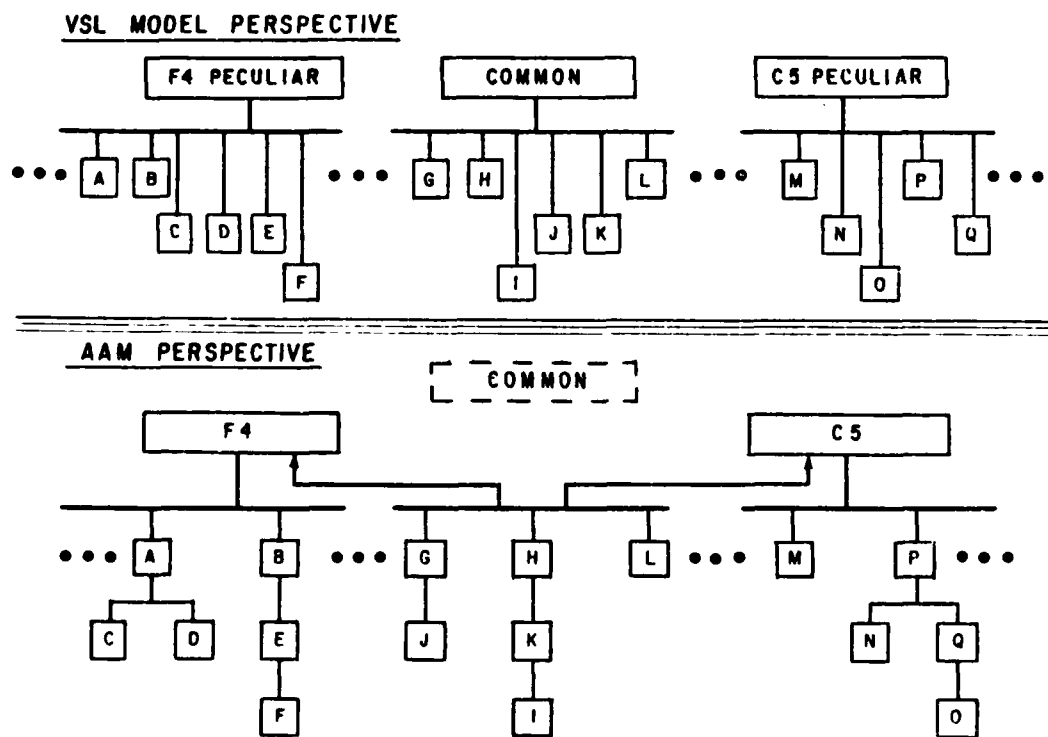 VSL MODEL PERSPECTIVE
F4 PECULIAR COMMON C5 PECULIAR
A B G H L M P
C D E J K N Q
F I O
AAM PERSPECTIVE
COMMON
F4 C5
A B G H L M P
C D E J K N Q
F I O